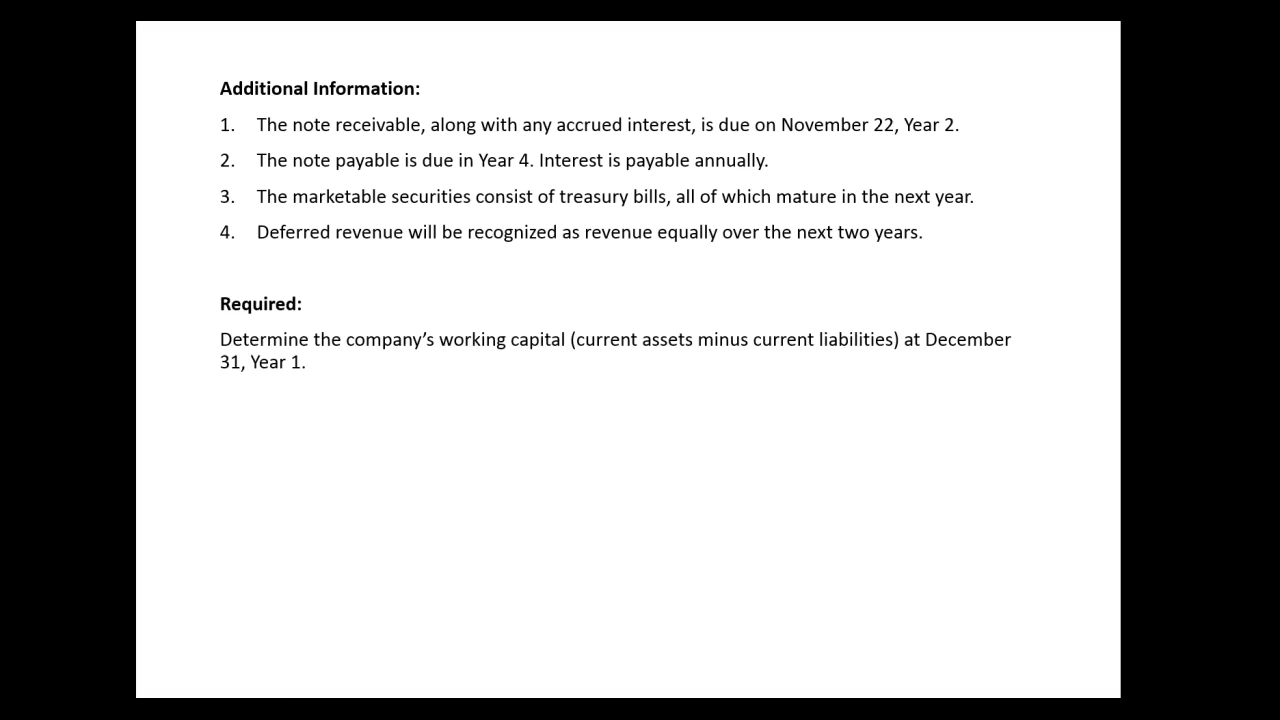 Additional Information:
1. The note receivable, along with any accrued interest, is due on November 22, Year 2.
2. The note payable is due in Year 4. Interest is payable annually.
3. The marketable securities consist of treasury bills, all of which mature in the next year.
4. Deferred revenue will be recognized as revenue equally over the next two years.
Required:
Determine the company’s working capital (current assets minus current liabilities) at December
31, Year 1.